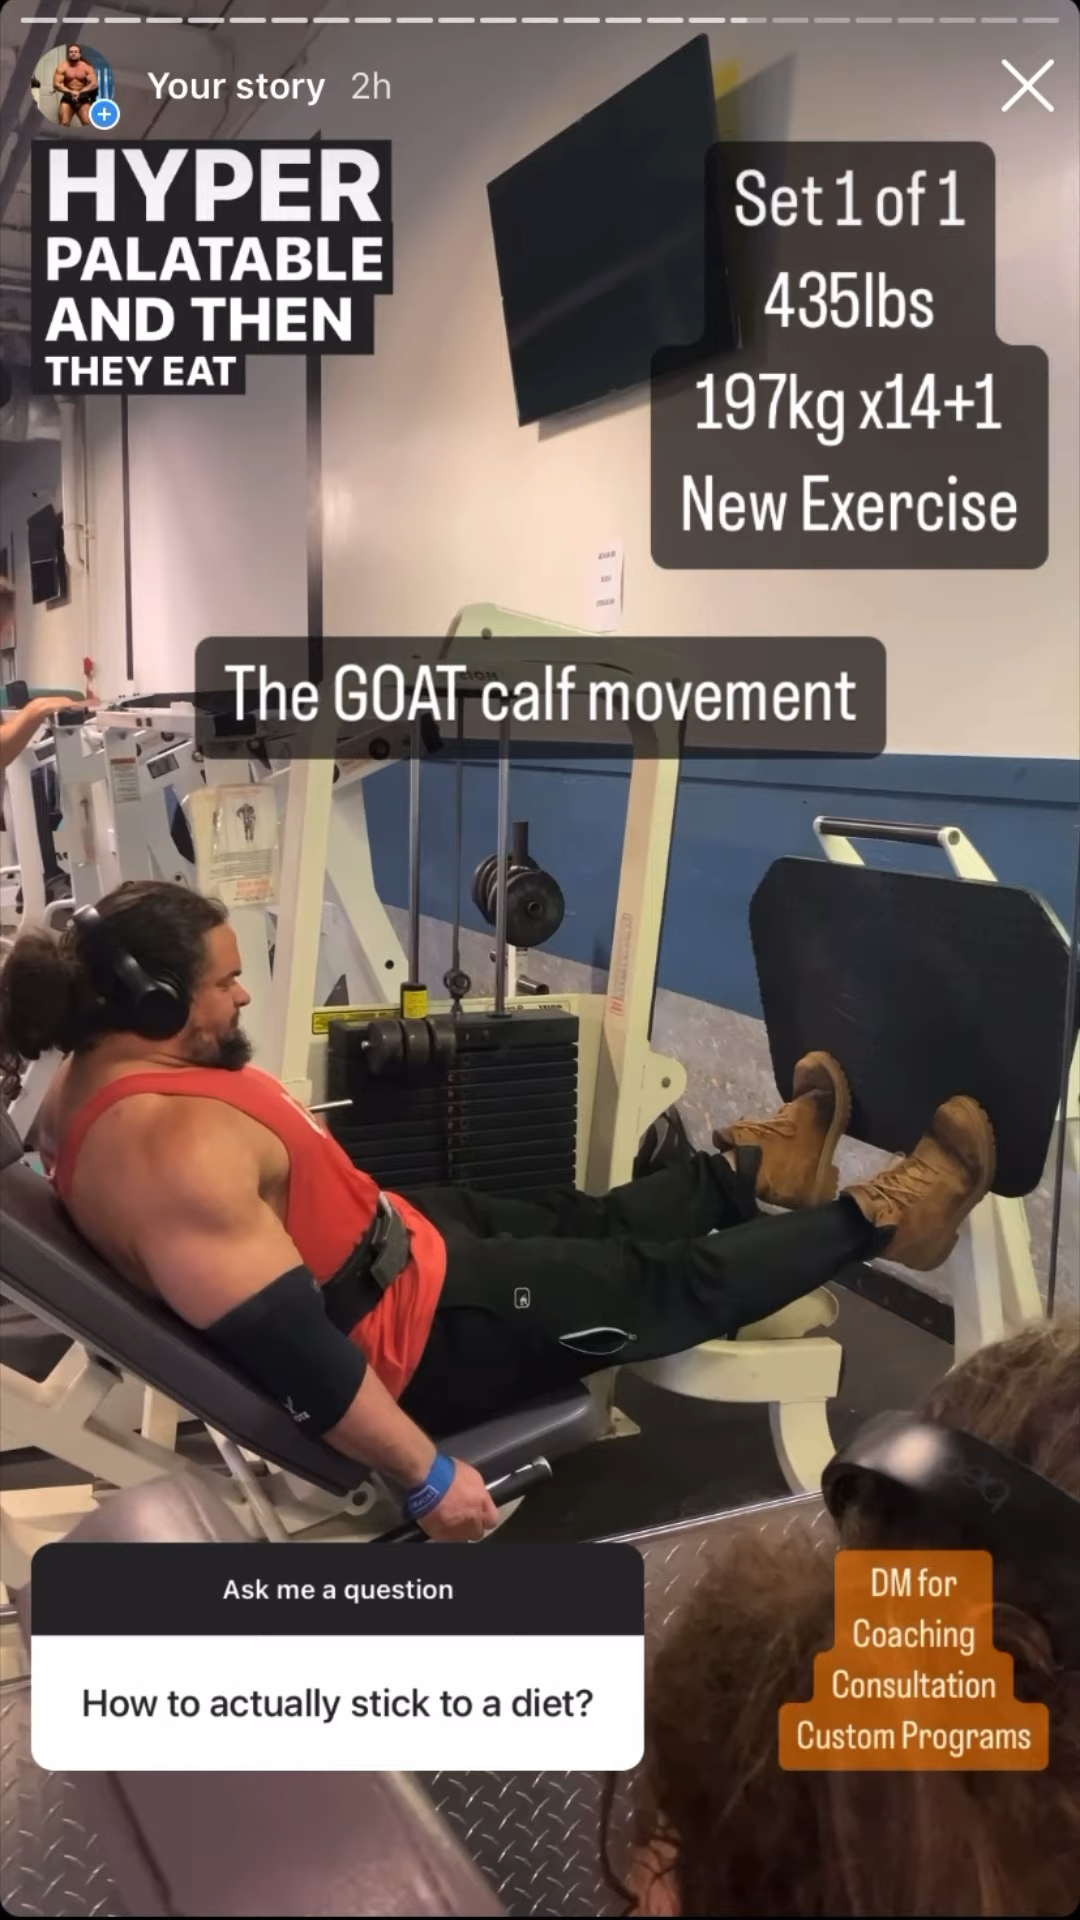 Your story 2h
HYPER
PALATABLE
AND THEN
THEY EAT
Set 1 of 1
435lbs
197kg x14+1
New Exercise
The GOAT calf movement
Ask me a question
How to actually stick to a diet?
DM for
Coaching
Consultation
Custom Programs